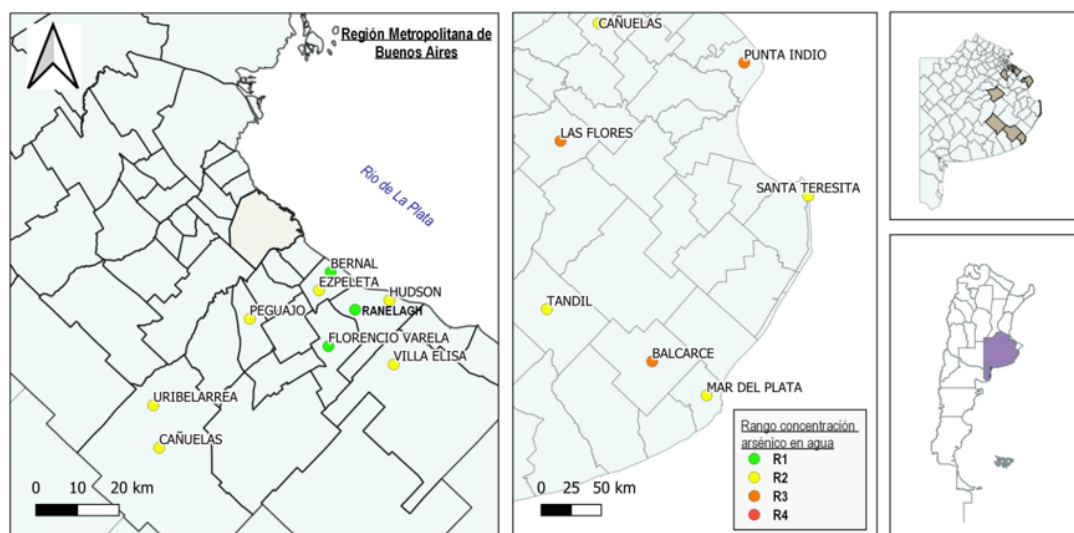 Región Metropolitana de
Buenos Aires
Rio de La Plata
BERNAL
EZPELETA
HUDSON
PEGUAJO
RANELAGH
FLORENCIO VARELA
VILLA ELISA
URIBELARREA
CAÑUELAS
0 10 20 km
CAÑUELAS
PUNTA INDIO
LAS FLORES
SANTA TERESITA
TANDIL
BALCARCE
MAR DEL PLATA
Rango concentración
arsénico en agua
R1
R2
R3
R4
0 25 50 km